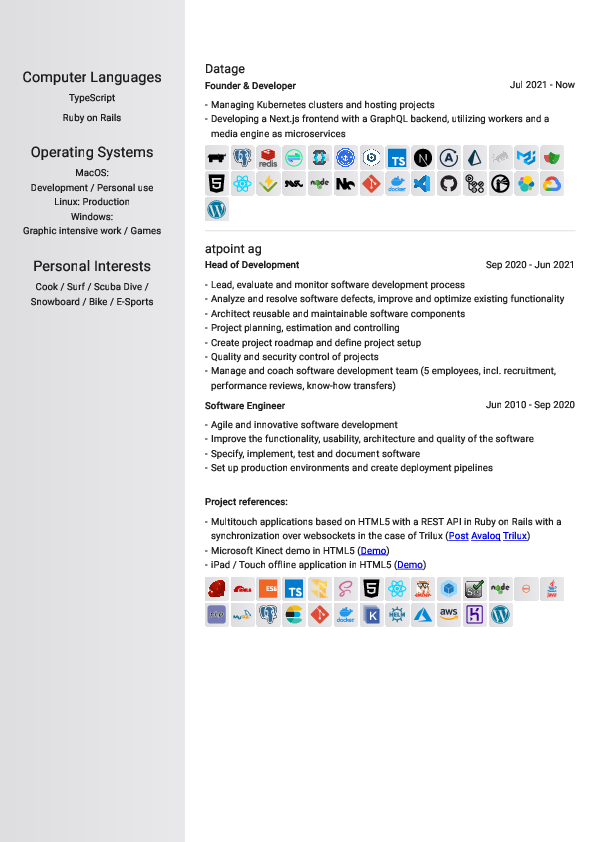 Computer Languages
TypeScript
Ruby on Rails
Operating Systems
MacOS:
Development / Personal use
Linux: Production
Windows:
Graphic intensive work / Games
Personal Interests
Cook / Surf / Scuba Dive /
Snowboard / Bike / E-Sports
Datage
Founder & Developer
Jul 2021 - Now
- Managing Kubernetes clusters and hosting projects
- Developing a Next.js frontend with a GraphQL backend, utilizing workers and a
media engine as microservices
redis
TS
node
docker
atpoint ag
Head of Development
Sep 2020 - Jun 2021
- Lead, evaluate and monitor software development process
- Analyze and resolve software defects, improve and optimize existing functionality
- Architect reusable and maintainable software components
- Project planning, estimation and controlling
- Create project roadmap and define project setup
- Quality and security control of projects
- Manage and coach software development team (5 employees, incl. recruitment,
performance reviews, know-how transfers)
Software Engineer
Jun 2010 - Sep 2020
- Agile and innovative software development
- Improve the functionality, usability, architecture and quality of the software
- Specify, implement, test and document software
- Set up production environments and create deployment pipelines
Project references:
- Multitouch applications based on HTML5 with a REST API in Ruby on Rails with a
synchronization over websockets in the case of Trilux (Post Avaloq Trilux)
- Microsoft Kinect demo in HTML5 (Demo)
- iPad / Touch offline application in HTML5 (Demo)
ES6
TS
node
Java
MySQL
docker
K
HELM
aws